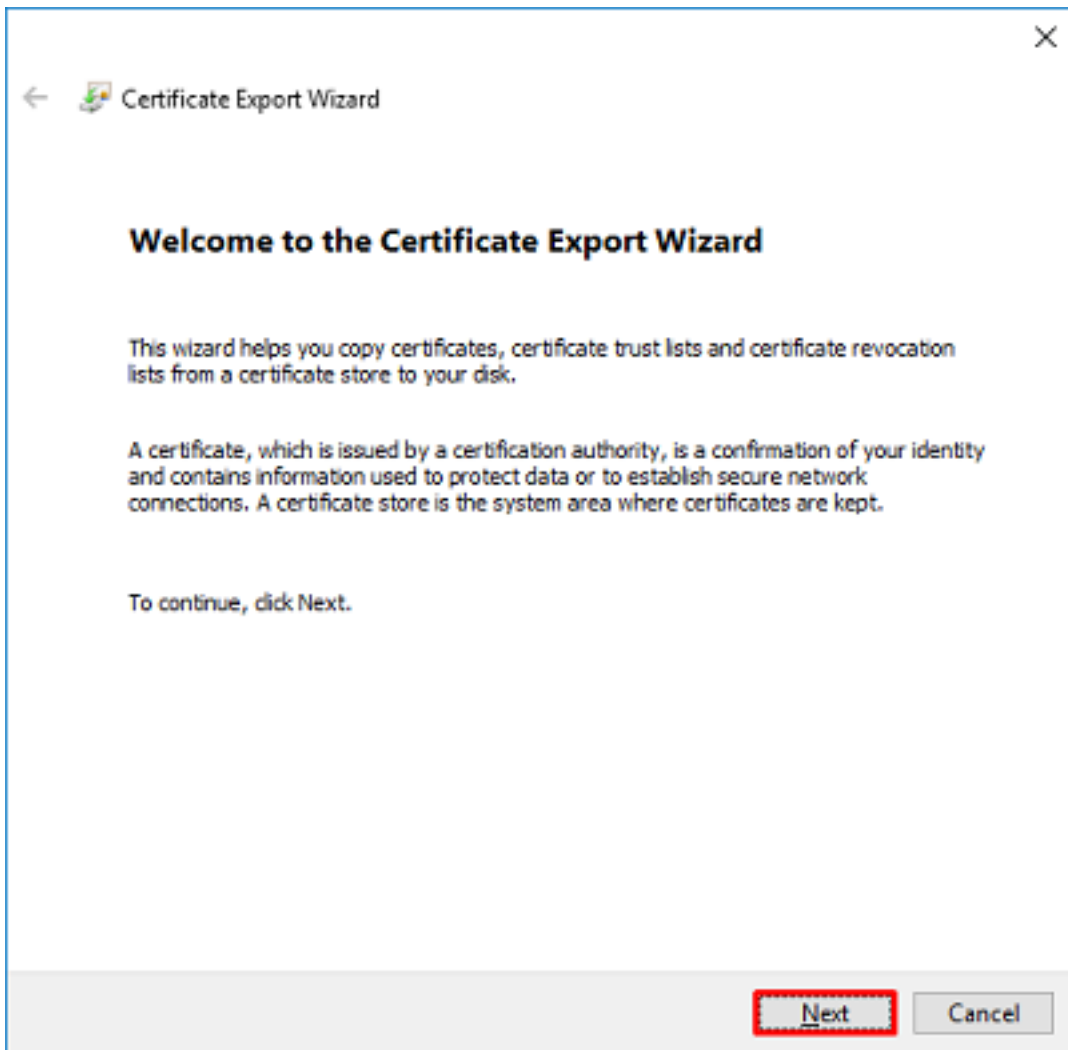 Certificate Export Wizard
Welcome to the Certificate Export Wizard
This wizard helps you copy certificates, certificate trust lists and certificate revocation
lists from a certificate store to your disk.
A certificate, which is issued by a certification authority, is a confirmation of your identity
and contains information used to protect data or to establish secure network
connections. A certificate store is the system area where certificates are kept.
To continue, click Next.
Next
Cancel